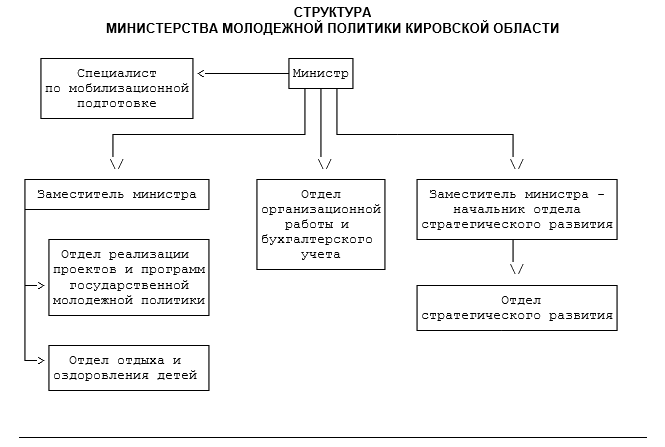 СТРУКТУРА
МИНИСТЕРСТВА МОЛОДЕЖНОЙ ПОЛИТИКИ КИРОВСКОЙ ОБЛАСТИ
Специалист
по мобилизационной
подготовке
Министр
Заместитель министра
Отдел
организационной
работы и
бухгалтерского
учета
Заместитель министра -
начальник отдела
стратегического развития
Отдел реализации
проектов и программ
государственной
молодежной политики
Отдел
стратегического развития
Отдел отдыха и
оздоровления детей